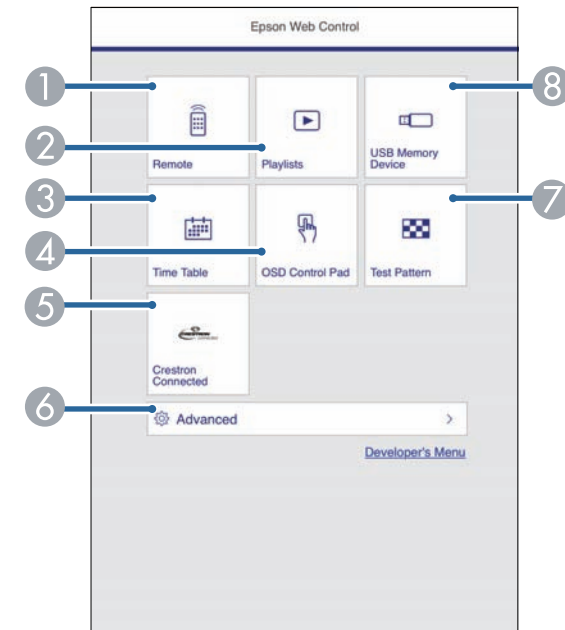 Epson Web Control
1
8
2
Remote
Playlists
USB Memory
Device
3
7
4
Time Table
OSD Control Pad
Test Pattern
5
CRESTRON
Crestron
Connected
6
Advanced
>
Developer's Menu